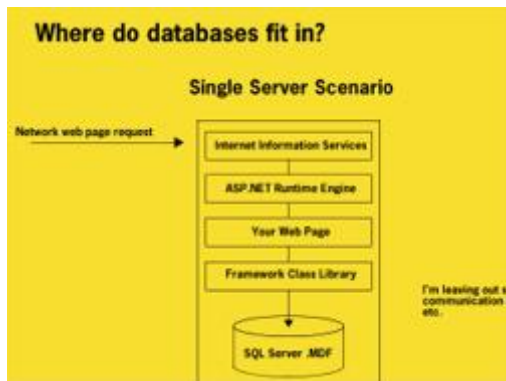 Where do databases fit in?
Single Server Scenario
Network web page request
Internet Information Services
ASP.NET Runtime Engine
Your Web Page
Framework Class Library
SQL Server .MDF
I'm leaving out
communication
etc.